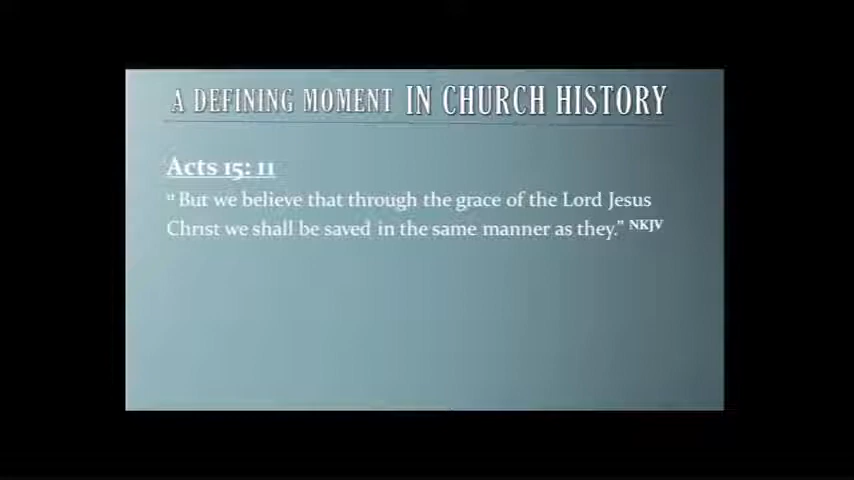 A DEFINING MOMENT IN CHURCH HISTORY
Acts 15: 11
11 But we believe that through the grace of the Lord Jesus
Christ we shall be saved in the same manner as they.” NKJV